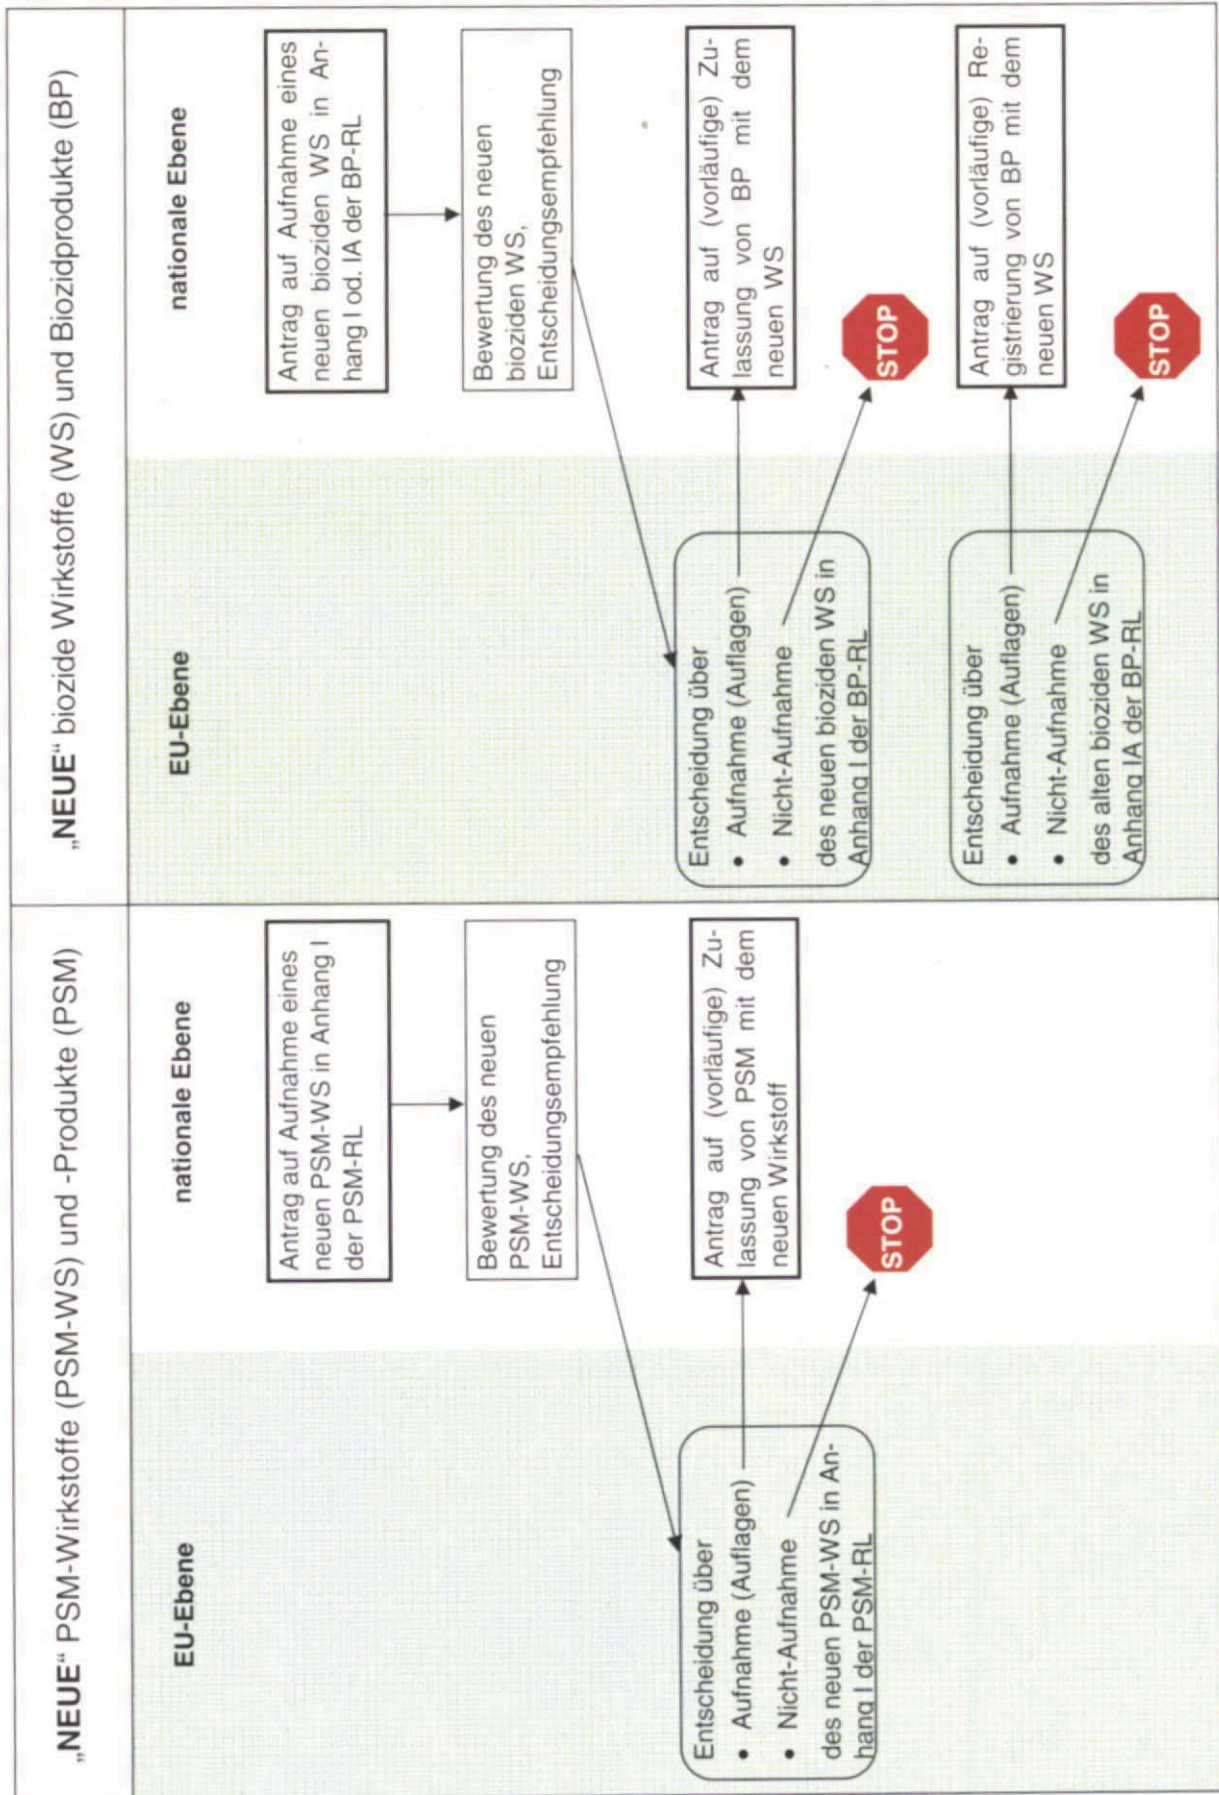 „NEUE“ PSM-Wirkstoffe (PSM-WS) und -Produkte (PSM)
EU-Ebene
nationale Ebene
Antrag auf Aufnahme eines
neuen PSM-WS in Anhang I
der PSM-RL
Bewertung des neuen
PSM-WS,
Entscheidungsempfehlung
Entscheidung über
• Aufnahme (Auflagen)
• Nicht-Aufnahme
des neuen PSM-WS in An-
hang I der PSM-RL
Antrag auf (vorläufige) Zu-
lassung von PSM mit dem
neuen Wirkstoff
STOP
„NEUE“ biozide Wirkstoffe (WS) und Biozidprodukte (BP)
EU-Ebene
nationale Ebene
Antrag auf Aufnahme eines
neuen bioziden WS in An-
hang I od. IA der BP-RL
Bewertung des neuen
bioziden WS,
Entscheidungsempfehlung
Entscheidung über
• Aufnahme (Auflagen)
• Nicht-Aufnahme
des neuen bioziden WS in
Anhang I der BP-RL
Antrag auf (vorläufige) Zu-
lassung von BP mit dem
neuen WS
STOP
Entscheidung über
• Aufnahme (Auflagen)
• Nicht-Aufnahme
des alten bioziden WS in
Anhang IA der BP-RL
Antrag auf (vorläufige) Re-
gistrierung von BP mit dem
neuen WS
STOP